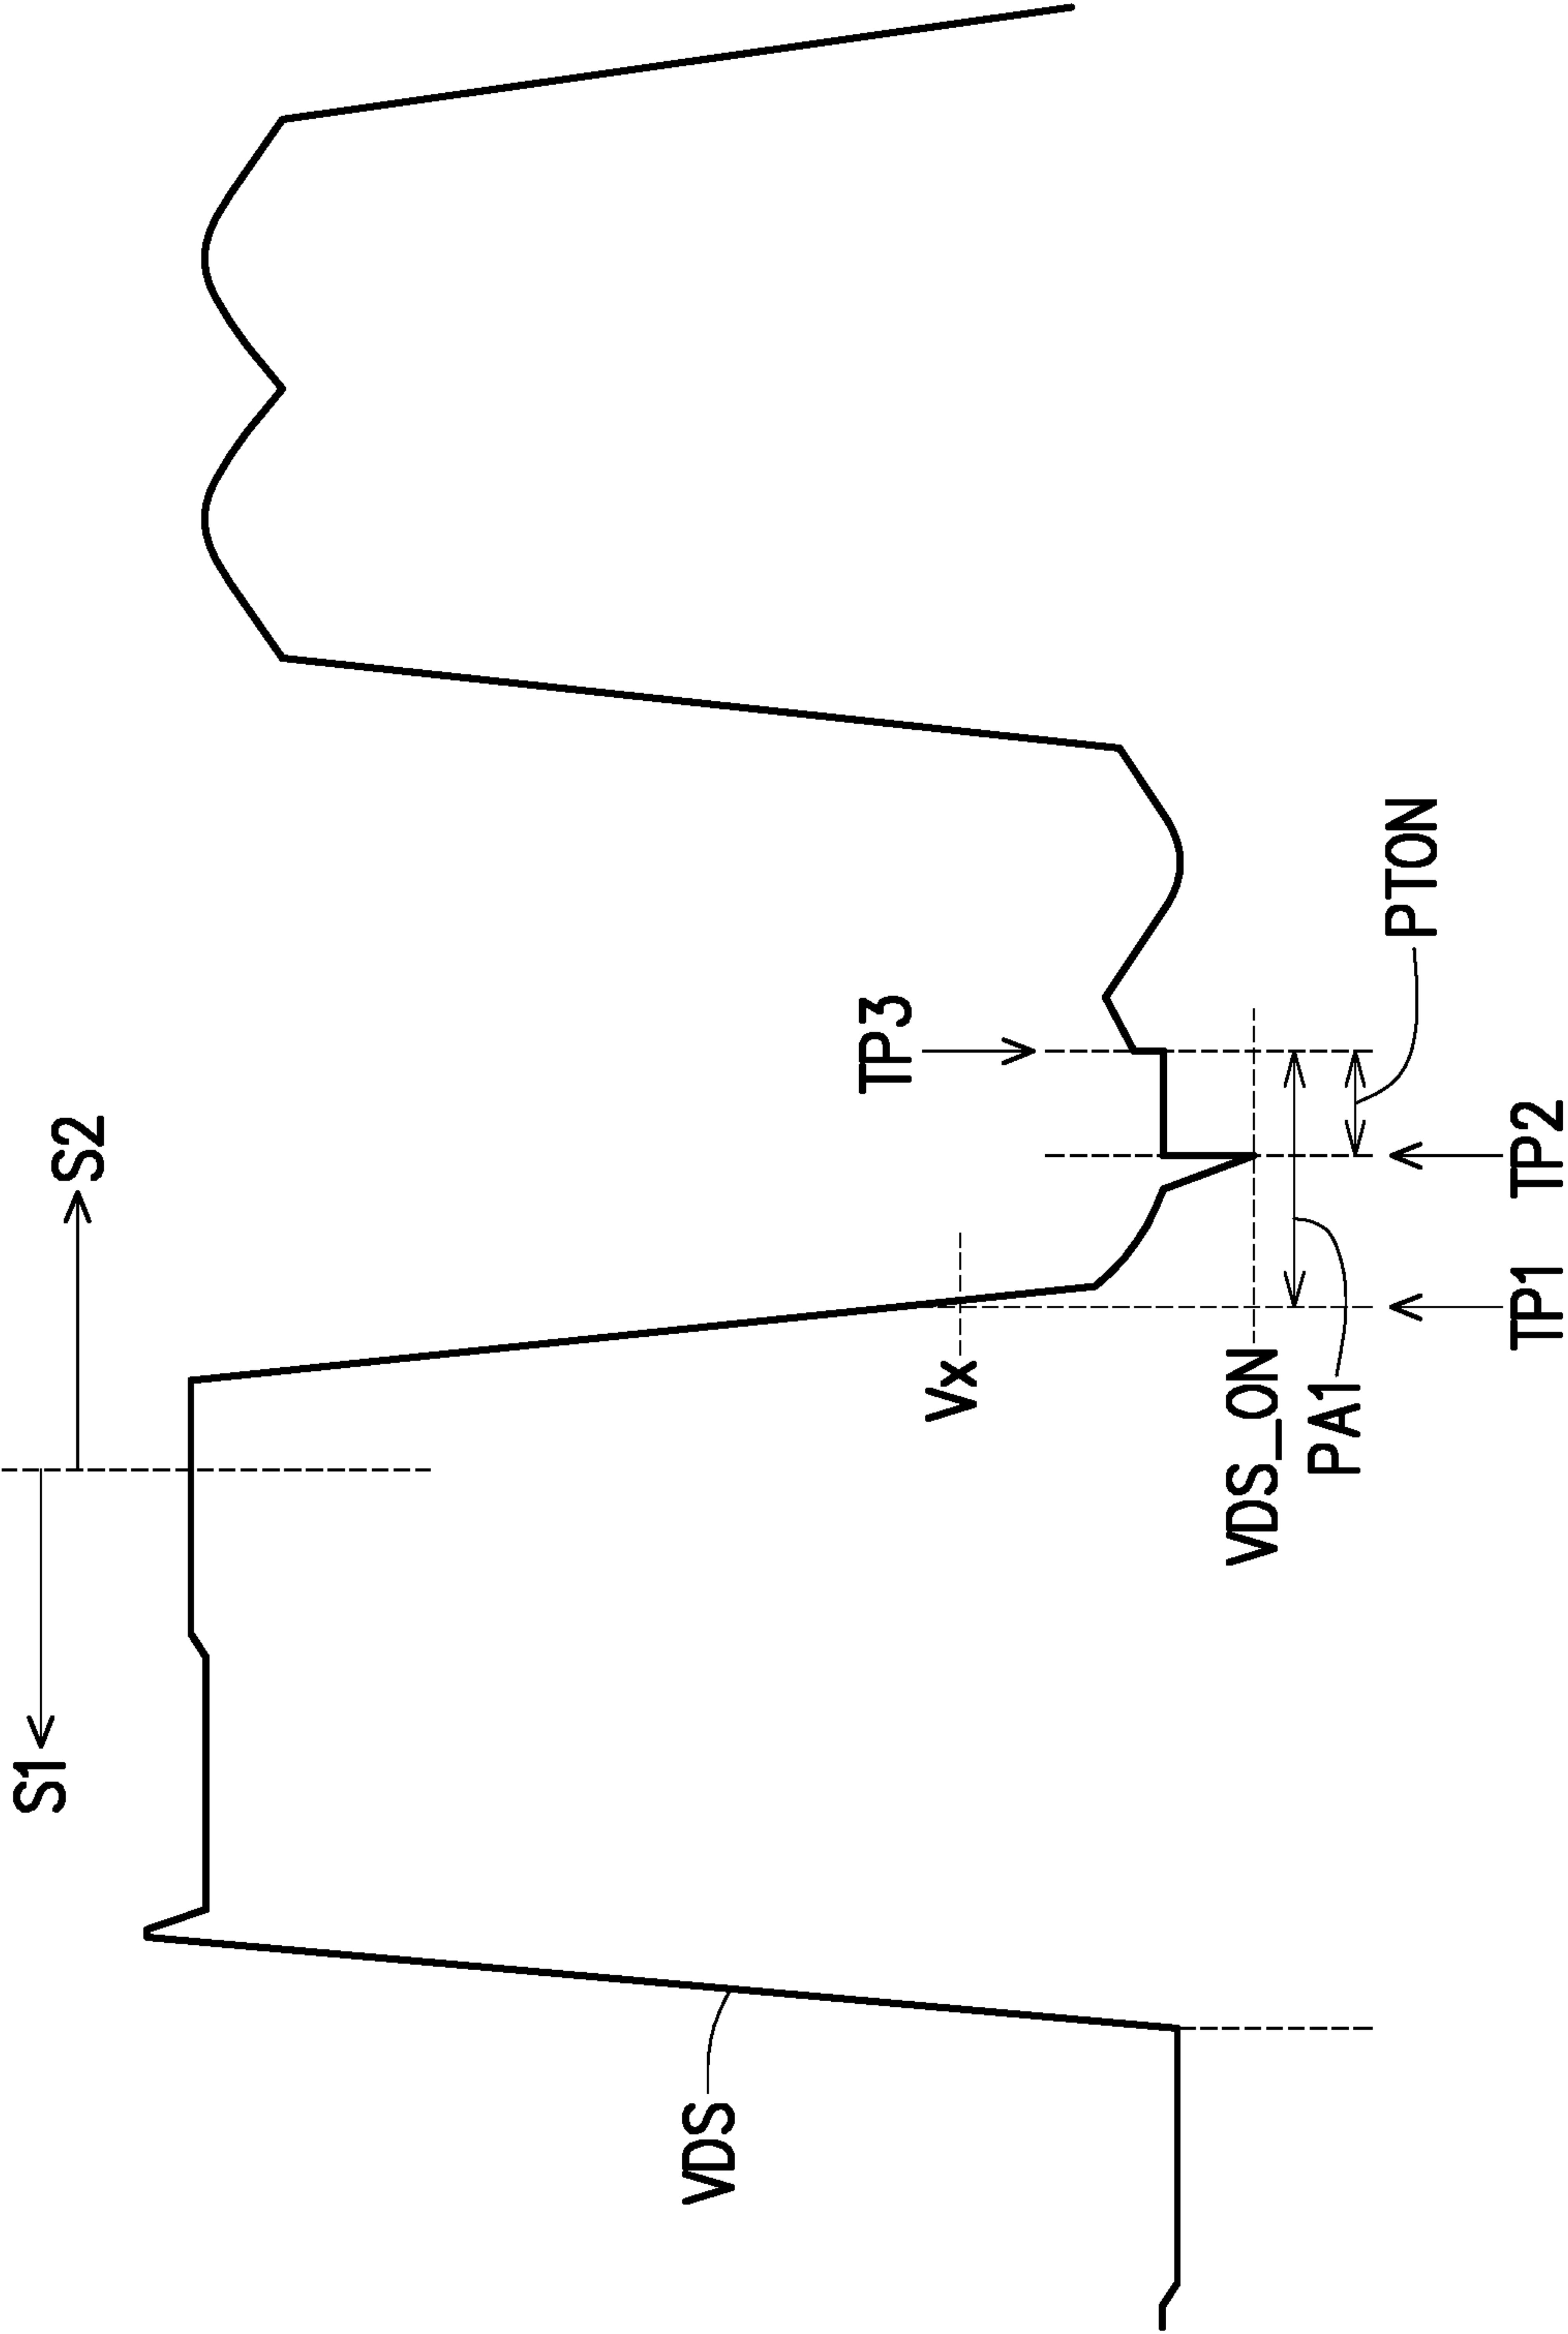 S1
S2
VDS
Vx
TP3
VDS_ON
PA1
PTON
TP1
TP2